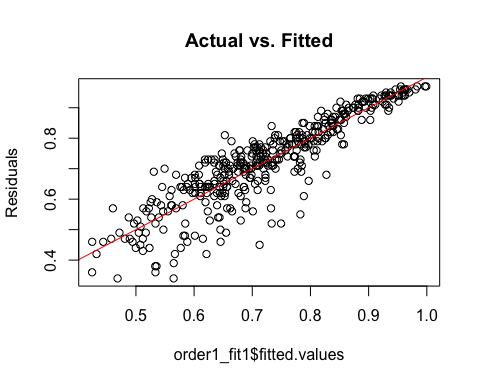 Actual vs. Fitted
Residuals
0.8
0.6
0.4
0.5 0.6 0.7 0.8 0.9 1.0
order1_fit1$fitted.values